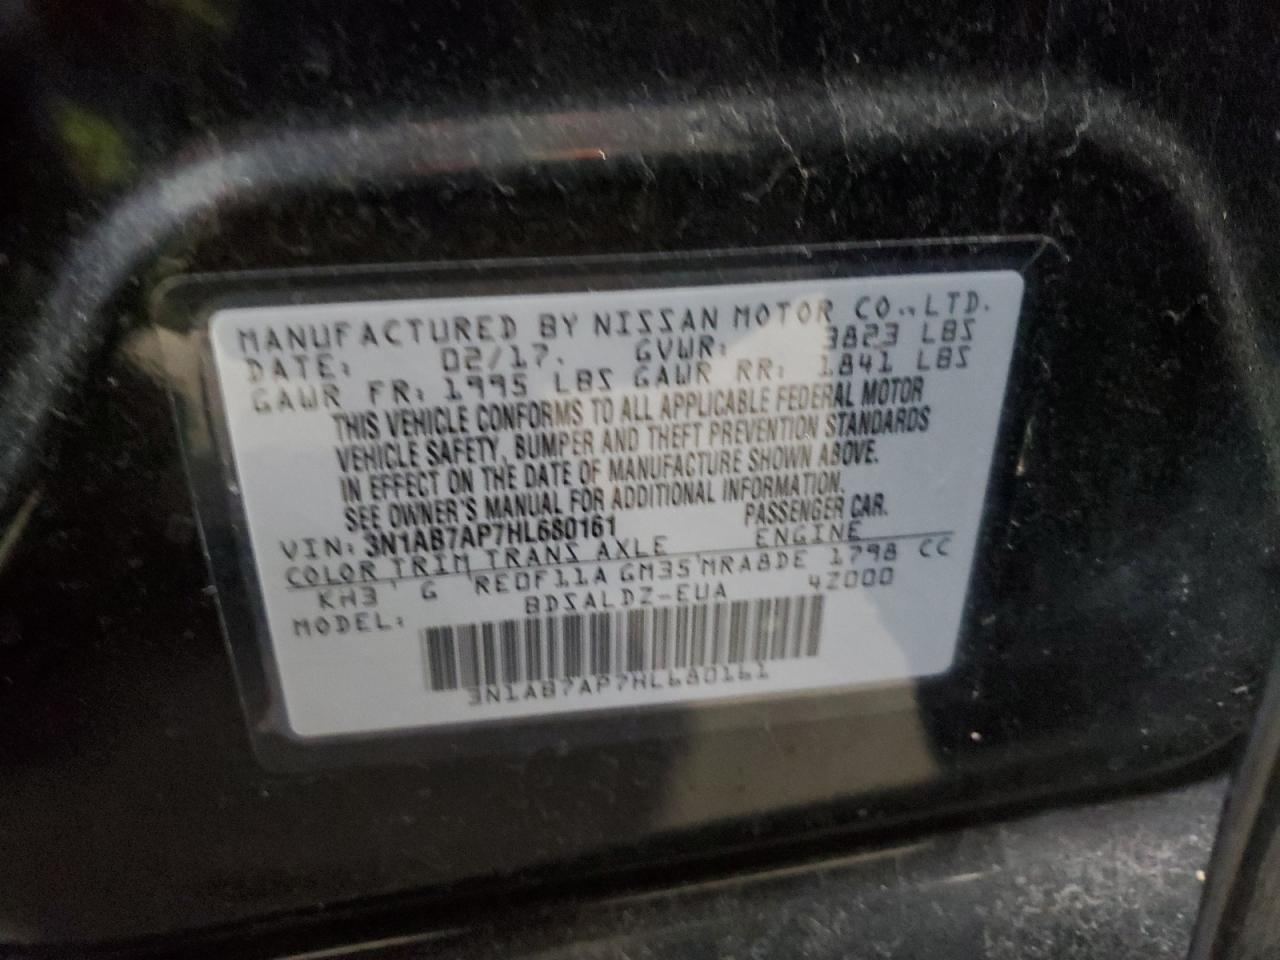 MANUFACTURED BY NISSAN MOTOR CO., LTD.
DATE: 02/17. GVWR: 3823 LBS
GAWR FR: 1995 LBS GAWR RR: 1841 LBS
THIS VEHICLE CONFORMS TO ALL APPLICABLE FEDERAL MOTOR
VEHICLE SAFETY, BUMPER AND THEFT PREVENTION STANDARDS
IN EFFECT ON THE DATE OF MANUFACTURE SHOWN ABOVE.
SEE OWNER'S MANUAL FOR ADDITIONAL INFORMATION.
VIN: 3N1AB7AP7HL680161 PASSENGER CAR.
COLOR TRIM TRANS AXLE ENGINE
KH3 G RE0F11A GM35 MRA8DE 1798 CC
MODEL: BDSALDZ-EUA 42000
3N1AB7AP7HL680161